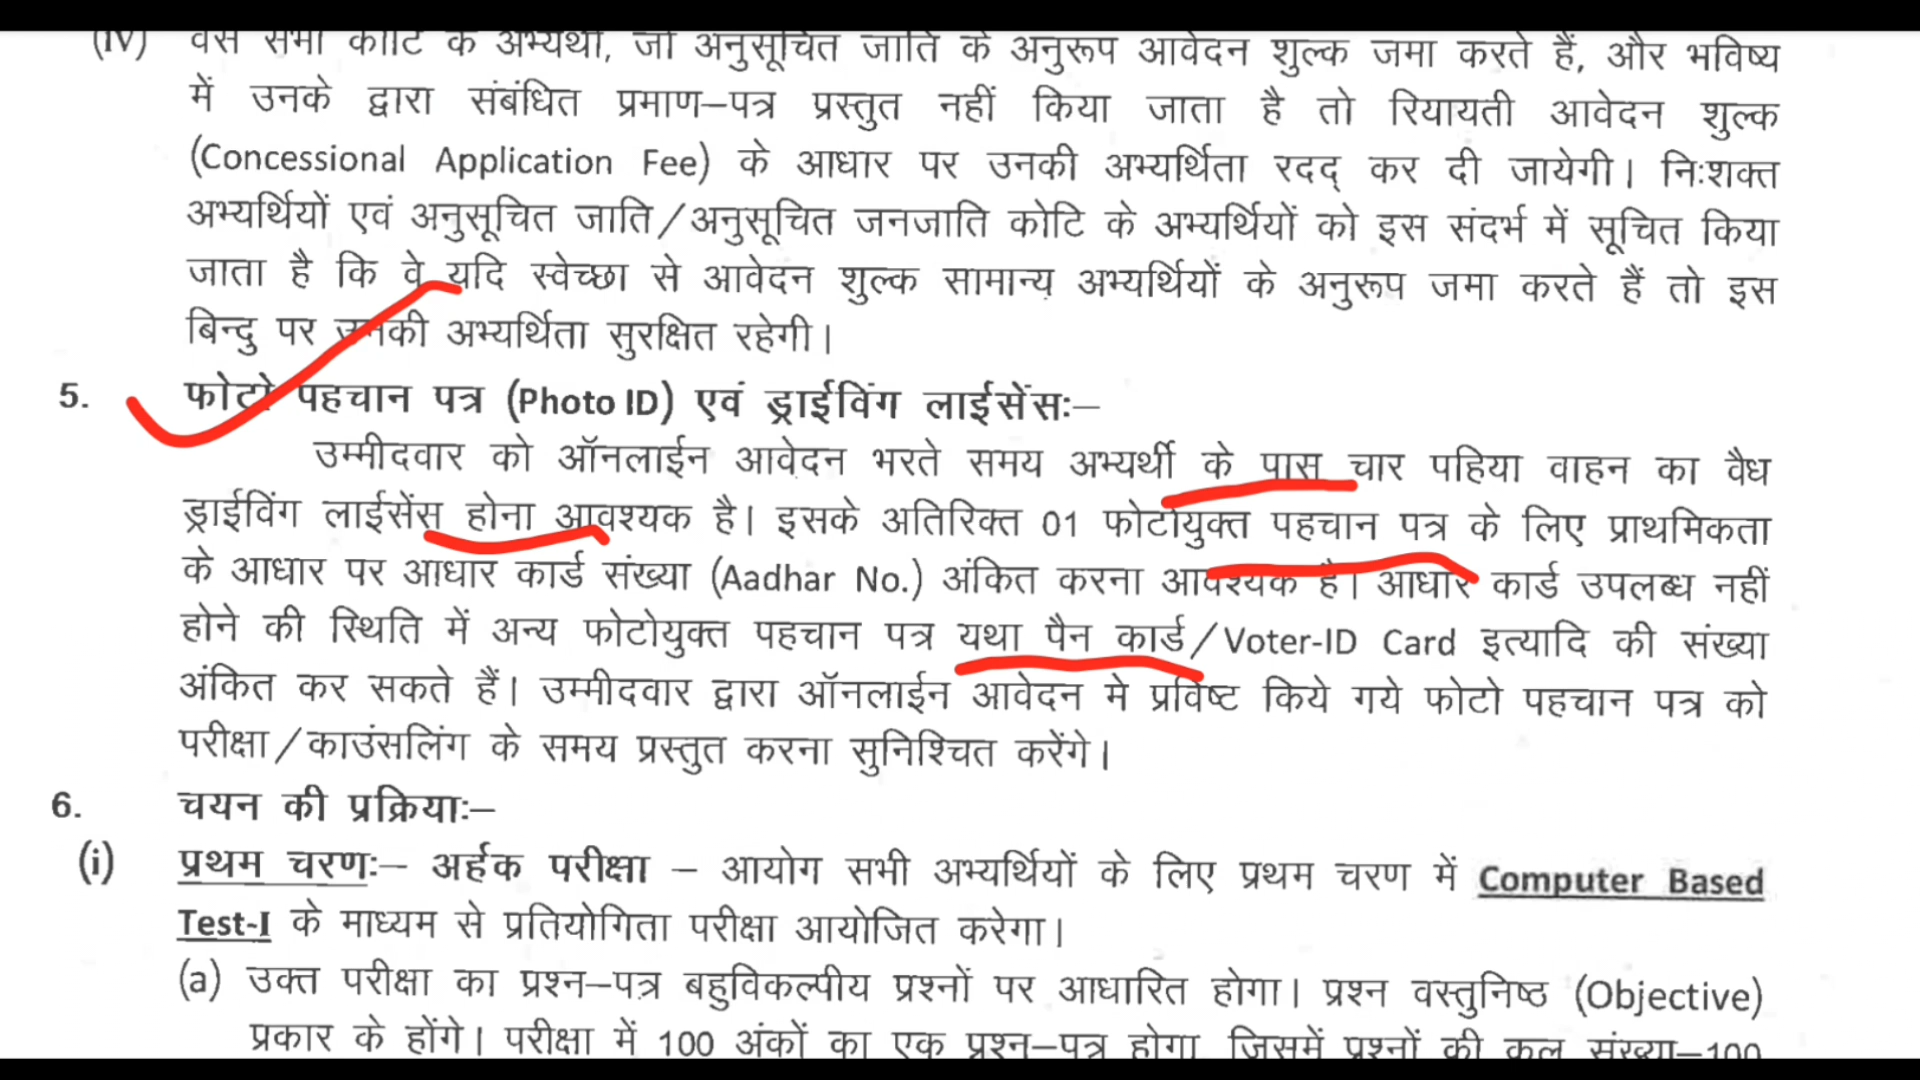 (iv) वैसे सभी कोटि के अभ्यर्थी, जो अनुसूचित जाति के अनुरूप आवेदन शुल्क जमा करते हैं, और भविष्य
में उनके द्वारा संबंधित प्रमाण–पत्र प्रस्तुत नहीं किया जाता है तो रियायती आवेदन शुल्क
(Concessional Application Fee) के आधार पर उनकी अभ्यर्थिता रदद् कर दी जायेगी। निःशक्त
अभ्यर्थियों एवं अनुसूचित जाति/अनुसूचित जनजाति कोटि के अभ्यर्थियों को इस संदर्भ में सूचित किया
जाता है कि वे यदि स्वेच्छा से आवेदन शुल्क सामान्य अभ्यर्थियों के अनुरूप जमा करते हैं तो इस
बिन्दु पर उनकी अभ्यर्थिता सुरक्षित रहेगी।
5. फोटो पहचान पत्र (Photo ID) एवं ड्राईविंग लाईसेंसः–
उम्मीदवार को ऑनलाईन आवेदन भरते समय अभ्यर्थी के पास चार पहिया वाहन का वैध
ड्राईविंग लाईसेंस होना आवश्यक है। इसके अतिरिक्त 01 फोटोयुक्त पहचान पत्र के लिए प्राथमिकता
के आधार पर आधार कार्ड संख्या (Aadhar No.) अंकित करना आवश्यक है। आधार कार्ड उपलब्ध नहीं
होने की स्थिति में अन्य फोटोयुक्त पहचान पत्र यथा पैन कार्ड/Voter-ID Card इत्यादि की संख्या
अंकित कर सकते हैं। उम्मीदवार द्वारा ऑनलाईन आवेदन मे प्रविष्ट किये गये फोटो पहचान पत्र को
परीक्षा/काउंसलिंग के समय प्रस्तुत करना सुनिश्चित करेंगे।
6. चयन की प्रक्रियाः–
(i) प्रथम चरणः– अर्हक परीक्षा – आयोग सभी अभ्यर्थियों के लिए प्रथम चरण में Computer Based
Test-I के माध्यम से प्रतियोगिता परीक्षा आयोजित करेगा।
(a) उक्त परीक्षा का प्रश्न–पत्र बहुविकल्पीय प्रश्नों पर आधारित होगा। प्रश्न वस्तुनिष्ठ (Objective)
प्रकार के होंगे। परीक्षा में 100 अंकों का एक प्रश्न–पत्र होगा जिसमें प्रश्नों की कुल संख्या–100